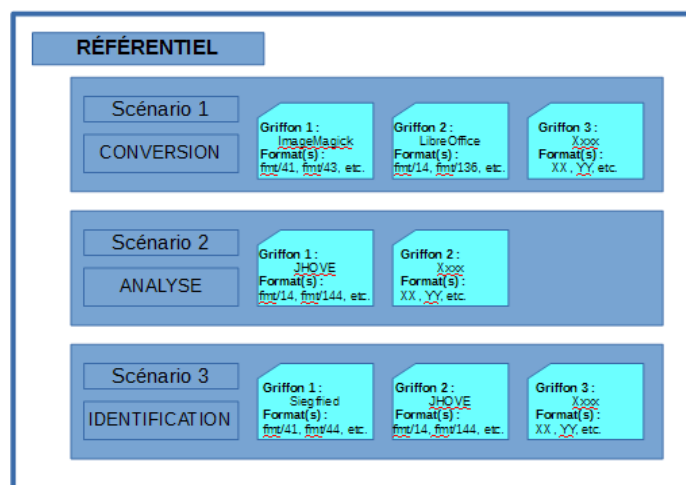 RÉFÉRENTIEL
Scénario 1
CONVERSION
Griffon 1 :
ImageMagick
Format(s) :
fmt/41, fmt/43, etc.
Griffon 2 :
LibreOffice
Format(s) :
fmt/14, fmt/136, etc.
Griffon 3 :
Xxxx
Format(s) :
XX , YY, etc.
Scénario 2
ANALYSE
Griffon 1 :
JHOVE
Format(s) :
fmt/14, fmt/144, etc.
Griffon 2 :
Xxxx
Format(s) :
XX , YY, etc.
Scénario 3
IDENTIFICATION
Griffon 1 :
Siegfried
Format(s) :
fmt/41, fmt/44, etc.
Griffon 2 :
JHOVE
Format(s) :
fmt/14, fmt/144, etc.
Griffon 3 :
Xxxx
Format(s) :
XX , YY, etc.